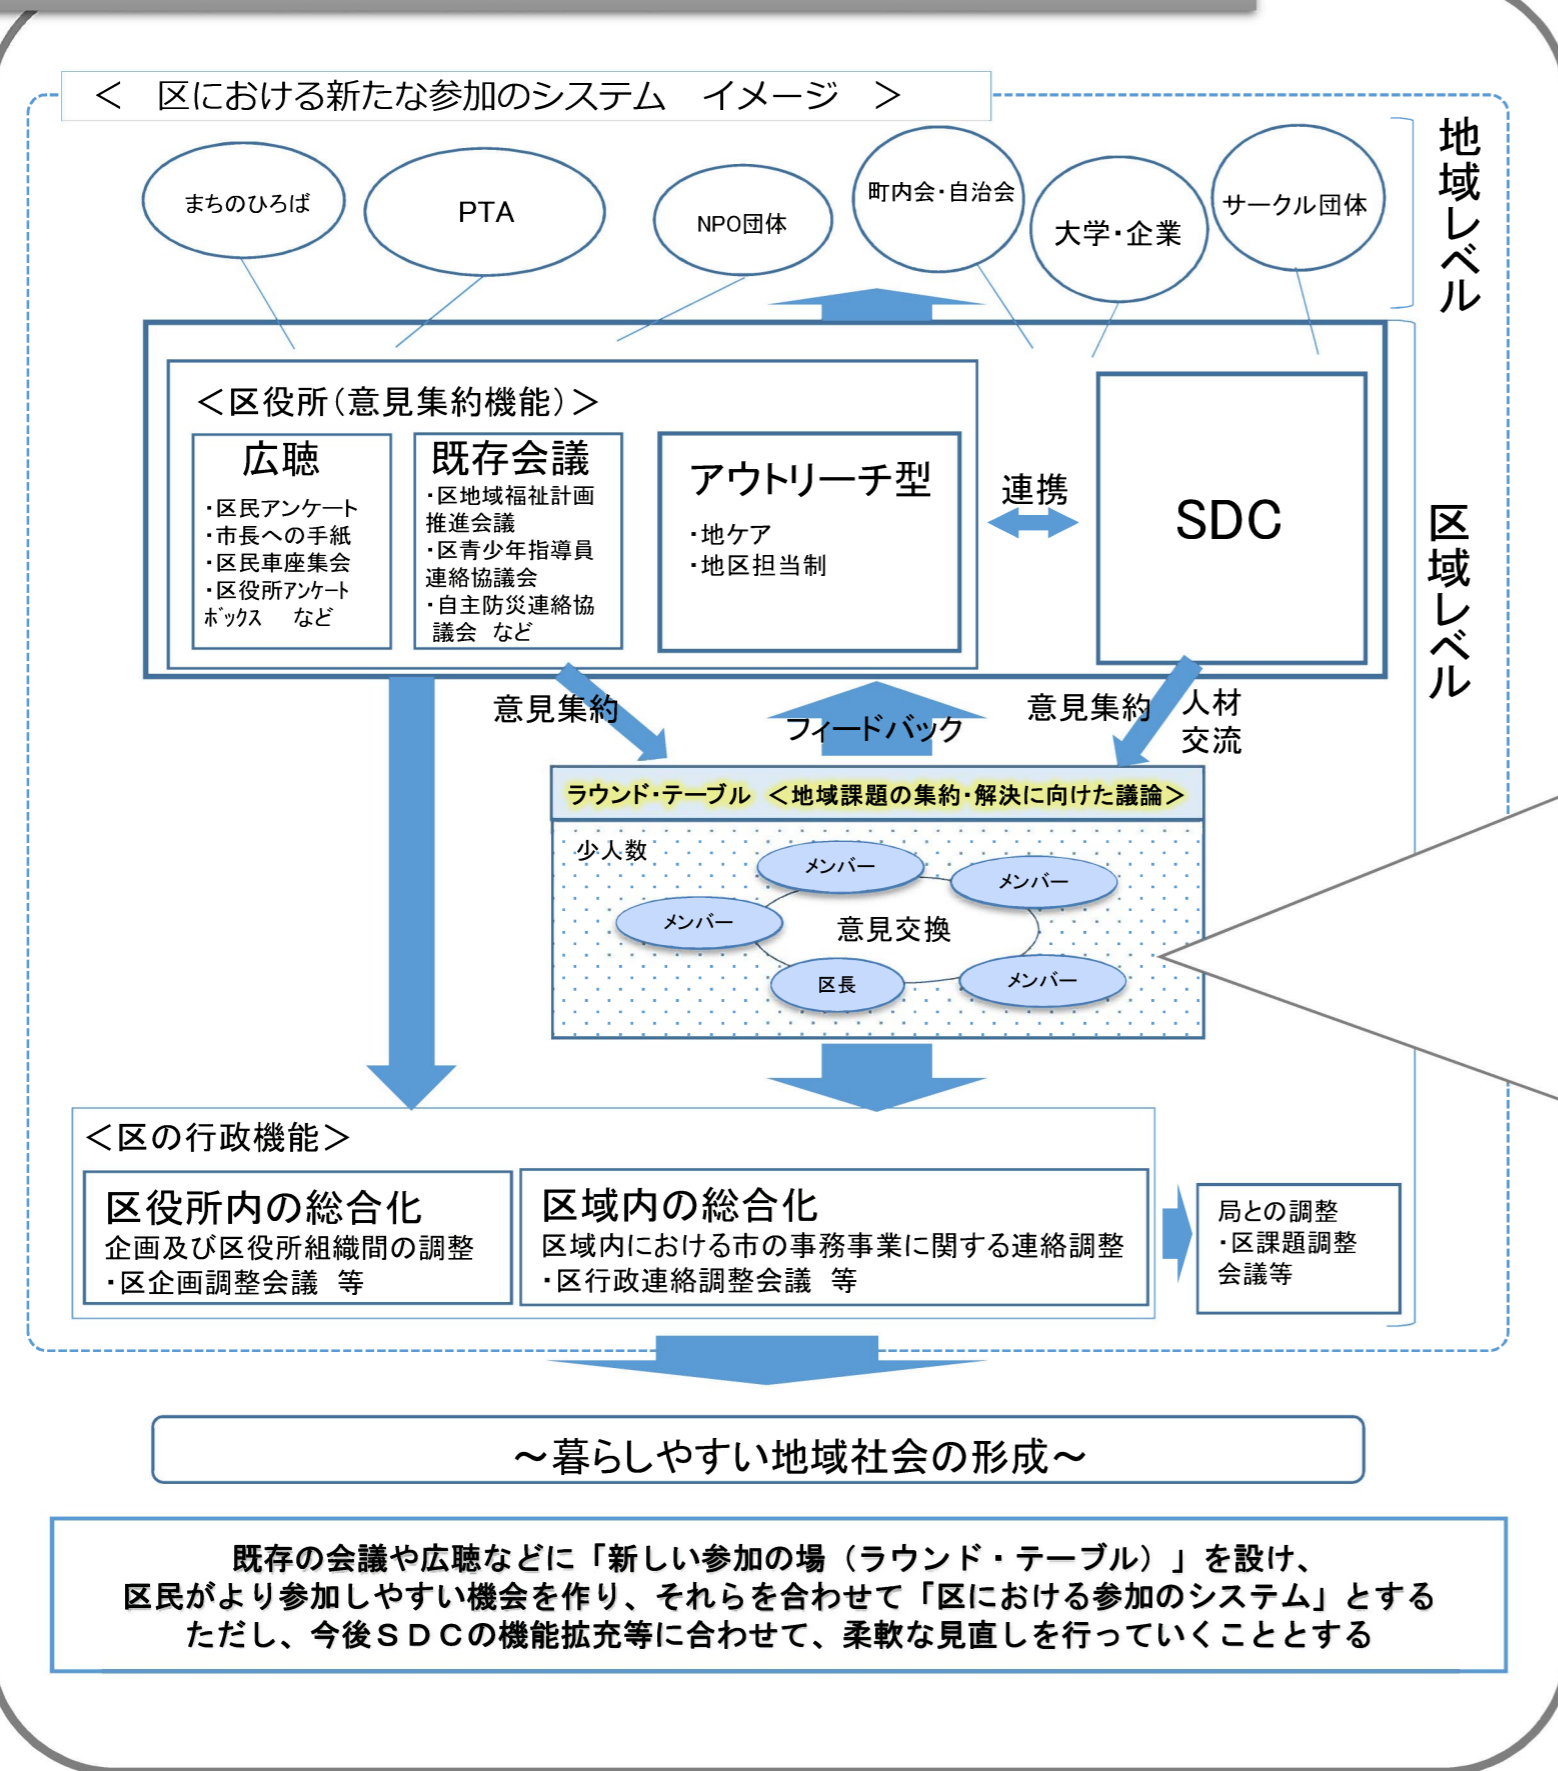 ＜　区における新たな参加のシステム　イメージ　＞
まちのひろば
PTA
NPO団体
町内会・自治会
大学・企業
サークル団体
地域レベル
＜区役所（意見集約機能）＞
広聴
・区民アンケート
・市長への手紙
・区民車座集会
・区役所ｱﾝｹｰﾄ
ﾎﾞｯｸｽ　など
既存会議
・区地域福祉計画
推進会議
・区青少年指導員
連絡協議会
・自主防災連絡協
議会　など
アウトリーチ型
・地ケア
・地区担当制
連携
SDC
区域レベル
意見集約
フィードバック
意見集約
人材
交流
ラウンド・テーブル　＜地域課題の集約・解決に向けた議論＞
少人数
メンバー
メンバー
メンバー
意見交換
区長
メンバー
＜区の行政機能＞
区役所内の総合化
企画及び区役所組織間の調整
・区企画調整会議　等
区域内の総合化
区域内における市の事務事業に関する連絡調整
・区行政連絡調整会議　等
局との調整
・区課題調整
会議等
～暮らしやすい地域社会の形成～
既存の会議や広聴などに「新しい参加の場（ラウンド・テーブル）」を設け、
区民がより参加しやすい機会を作り、それらを合わせて「区における参加のシステム」とする
ただし、今後ＳＤＣの機能拡充等に合わせて、柔軟な見直しを行っていくこととする